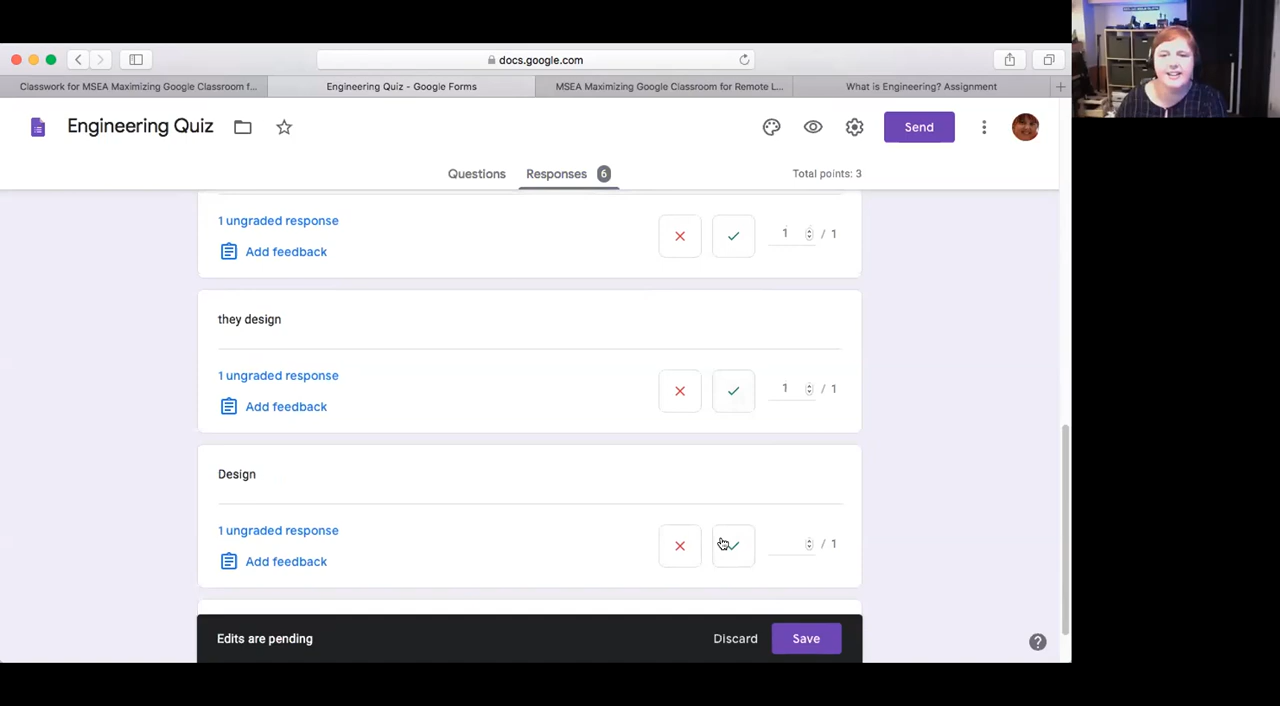 docs.google.com
Classwork for MSEA Maximizing Google Classroom f...
Engineering Quiz - Google Forms
MSEA Maximizing Google Classroom for Remote L...
What is Engineering? Assignment
Engineering Quiz
Send
Questions
Responses 6
Total points: 3
1 ungraded response
1 / 1
Add feedback
they design
1 ungraded response
1 / 1
Add feedback
Design
1 ungraded response
/ 1
Add feedback
Edits are pending
Discard
Save